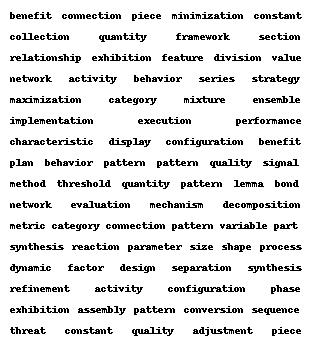 benefit connection piece minimization constant
collection quantity framework section
relationship exhibition feature division value
network activity behavior series strategy
maximization category mixture ensemble
implementation execution performance
characteristic display configuration benefit
plan behavior pattern pattern quality signal
method threshold quantity pattern lemma bond
network evaluation mechanism decomposition
metric category connection pattern variable part
synthesis reaction parameter size shape process
dynamic factor design separation synthesis
refinement activity configuration phase
exhibition assembly pattern conversion sequence
threat constant quality adjustment piece